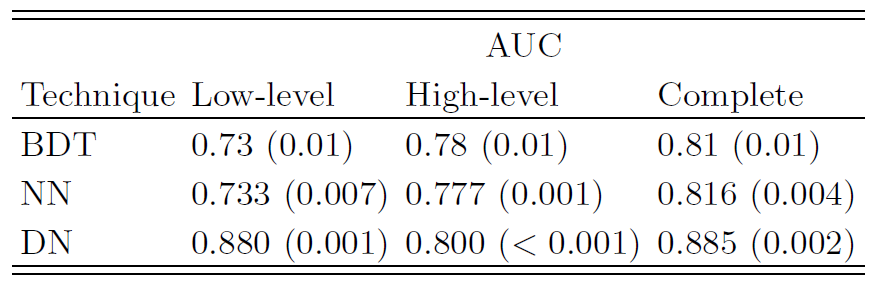 AUC
Technique Low-level High-level Complete
BDT 0.73 (0.01) 0.78 (0.01) 0.81 (0.01)
NN 0.733 (0.007) 0.777 (0.001) 0.816 (0.004)
DN 0.880 (0.001) 0.800 (< 0.001) 0.885 (0.002)